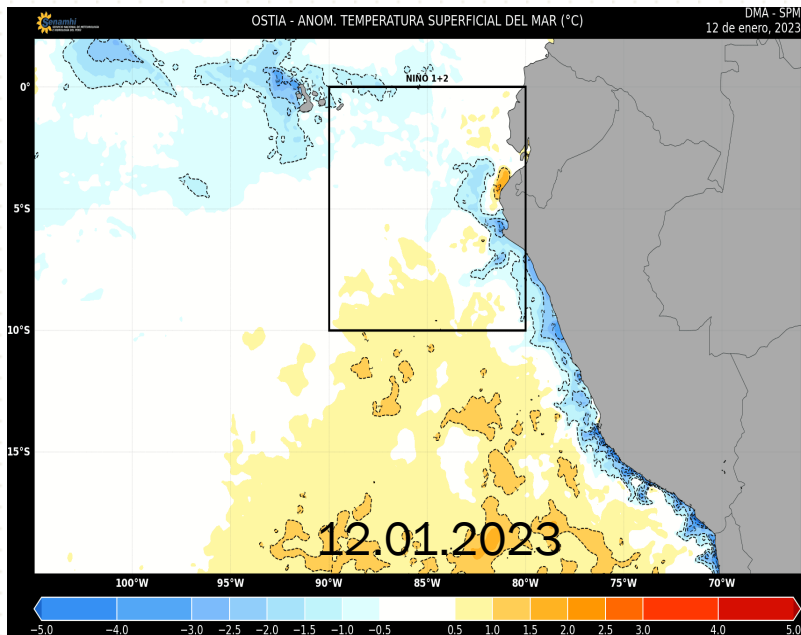 Senamhi
OSTIA - ANOM. TEMPERATURA SUPERFICIAL DEL MAR (°C)
DMA - SPM
12 de enero, 2023
NIÑO 1+2
0°
5°S
10°S
15°S
12.01.2023
100°W 95°W 90°W 85°W 80°W 75°W 70°W
−5.0 −4.0 −3.0 −2.5 −2.0 −1.5 −1.0 −0.5 0.5 1.0 1.5 2.0 2.5 3.0 4.0 5.0